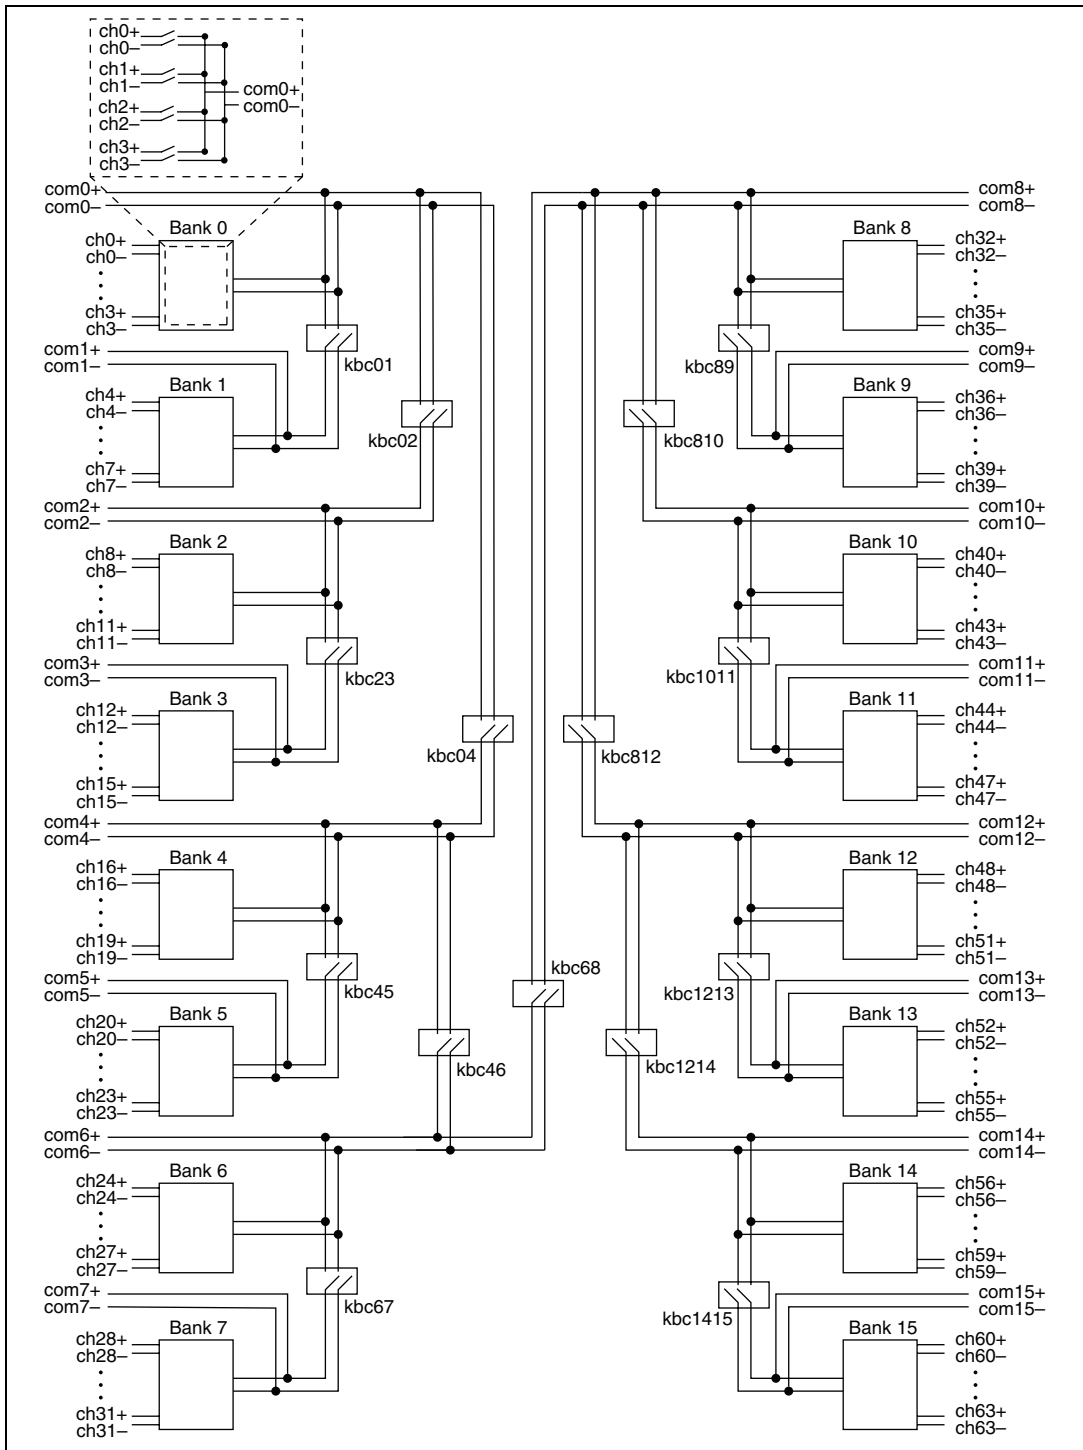 ch0+
ch0–
ch1+
ch1–
ch2+
ch2–
ch3+
ch3–
com0+
com0–
com0+
com0–
Bank 0
ch0+
ch0–
ch3+
ch3–
kbc01
com1+
com1–
Bank 1
ch4+
ch4–
ch7+
ch7–
kbc02
com2+
com2–
Bank 2
ch8+
ch8–
ch11+
ch11–
kbc23
com3+
com3–
Bank 3
ch12+
ch12–
ch15+
ch15–
kbc04
com4+
com4–
Bank 4
ch16+
ch16–
ch19+
ch19–
kbc45
com5+
com5–
Bank 5
ch20+
ch20–
ch23+
ch23–
kbc46
com6+
com6–
Bank 6
ch24+
ch24–
ch27+
ch27–
kbc67
com7+
com7–
Bank 7
ch28+
ch28–
ch31+
ch31–
kbc68
com8+
com8–
Bank 8
ch32+
ch32–
ch35+
ch35–
kbc89
com9+
com9–
Bank 9
ch36+
ch36–
ch39+
ch39–
kbc810
com10+
com10–
Bank 10
ch40+
ch40–
ch43+
ch43–
kbc1011
com11+
com11–
Bank 11
ch44+
ch44–
ch47+
ch47–
kbc812
com12+
com12–
Bank 12
ch48+
ch48–
ch51+
ch51–
kbc1213
com13+
com13–
Bank 13
ch52+
ch52–
ch55+
ch55–
kbc1214
com14+
com14–
Bank 14
ch56+
ch56–
ch59+
ch59–
kbc1415
com15+
com15–
Bank 15
ch60+
ch60–
ch63+
ch63–